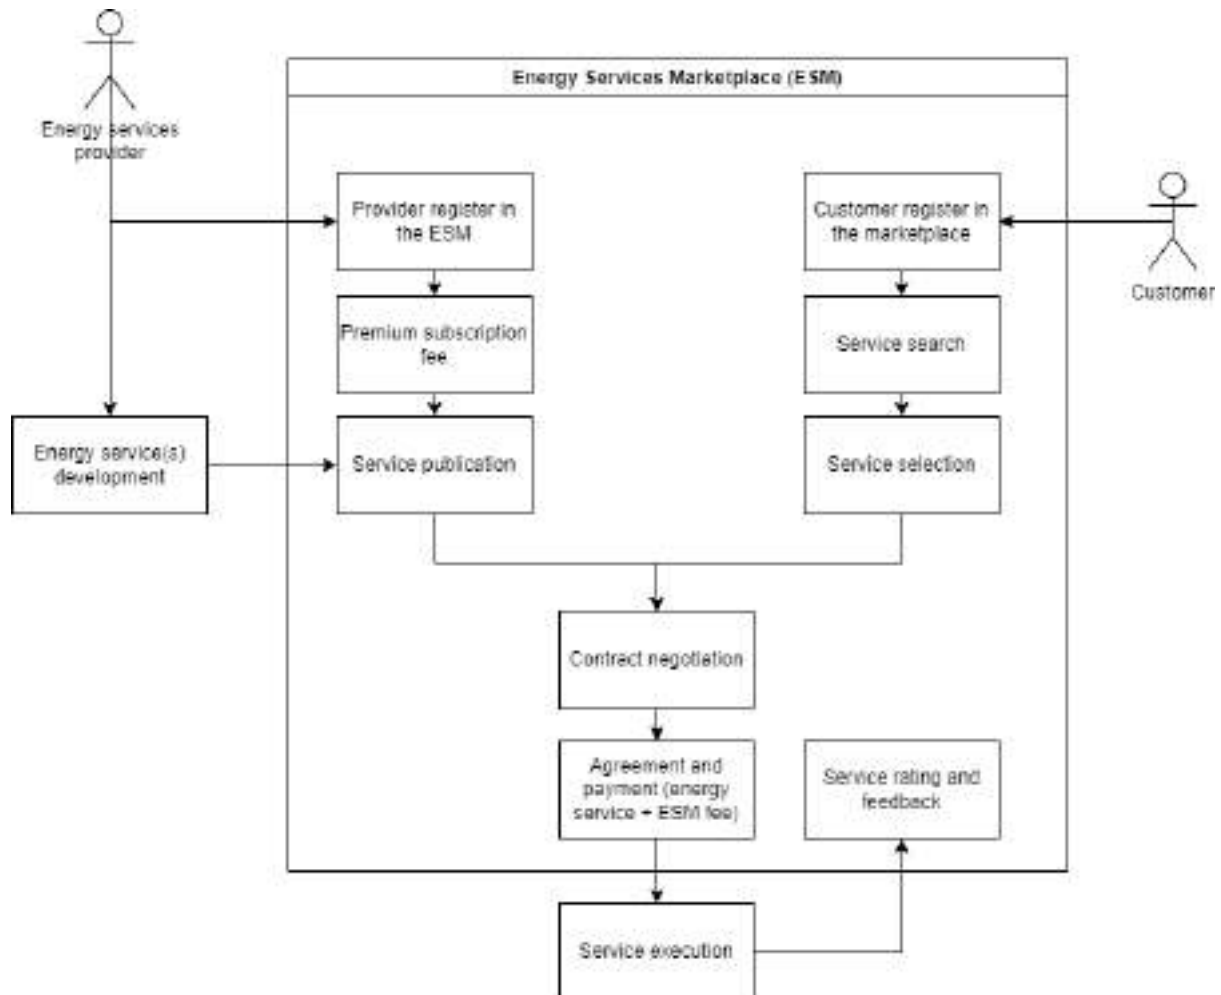 Energy Services Marketplace (ESM)
Energy services
provider
Provider register in
the ESM
Customer register in
the marketplace
Customer
Premium subscription
fee
Service search
Energy service(s)
development
Service publication
Service selection
Contract negotiation
Agreement and
payment (energy
service + ESM fee)
Service rating and
feedback
Service execution